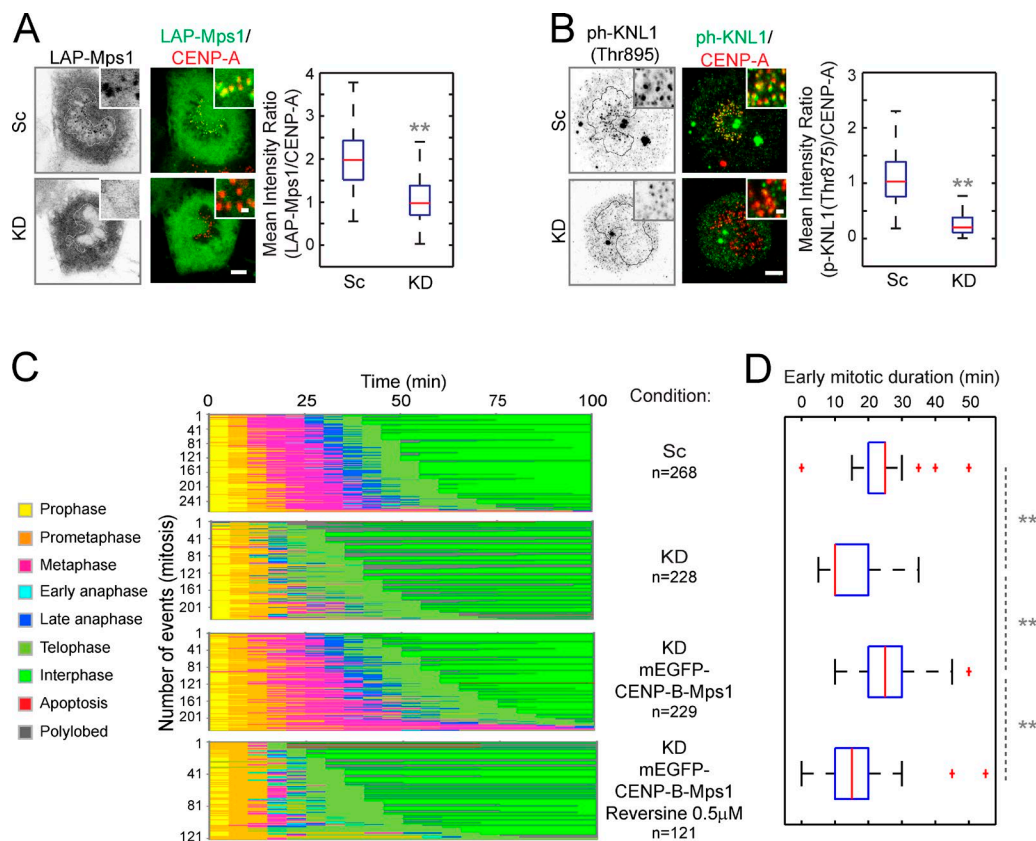 A
LAP-Mps1
LAP-Mps1/
CENP-A
Sc
KD
Mean Intensity Ratio
(LAP-Mps1/CENP-A)
4
3
2
1
0
**
Sc
KD
B
ph-KNL1
(Thr895)
ph-KNL1/
CENP-A
Sc
KD
Mean Intensity Ratio
(p-KNL1(Thr875)/CENP-A)
3
2
1
0
**
Sc
KD
C
Time (min)
0 25 50 75 100
Condition:
Number of events (mitosis)
1
41
81
121
161
201
241
1
41
81
121
161
201
1
41
81
121
161
201
1
41
81
121
Prophase
Prometaphase
Metaphase
Early anaphase
Late anaphase
Telophase
Interphase
Apoptosis
Polylobed
Sc
n=268
KD
n=228
KD
mEGFP-
CENP-B-Mps1
n=229
KD
mEGFP-
CENP-B-Mps1
Reversine 0.5μM
n=121
D
Early mitotic duration (min)
0 10 20 30 40 50
**
**
**